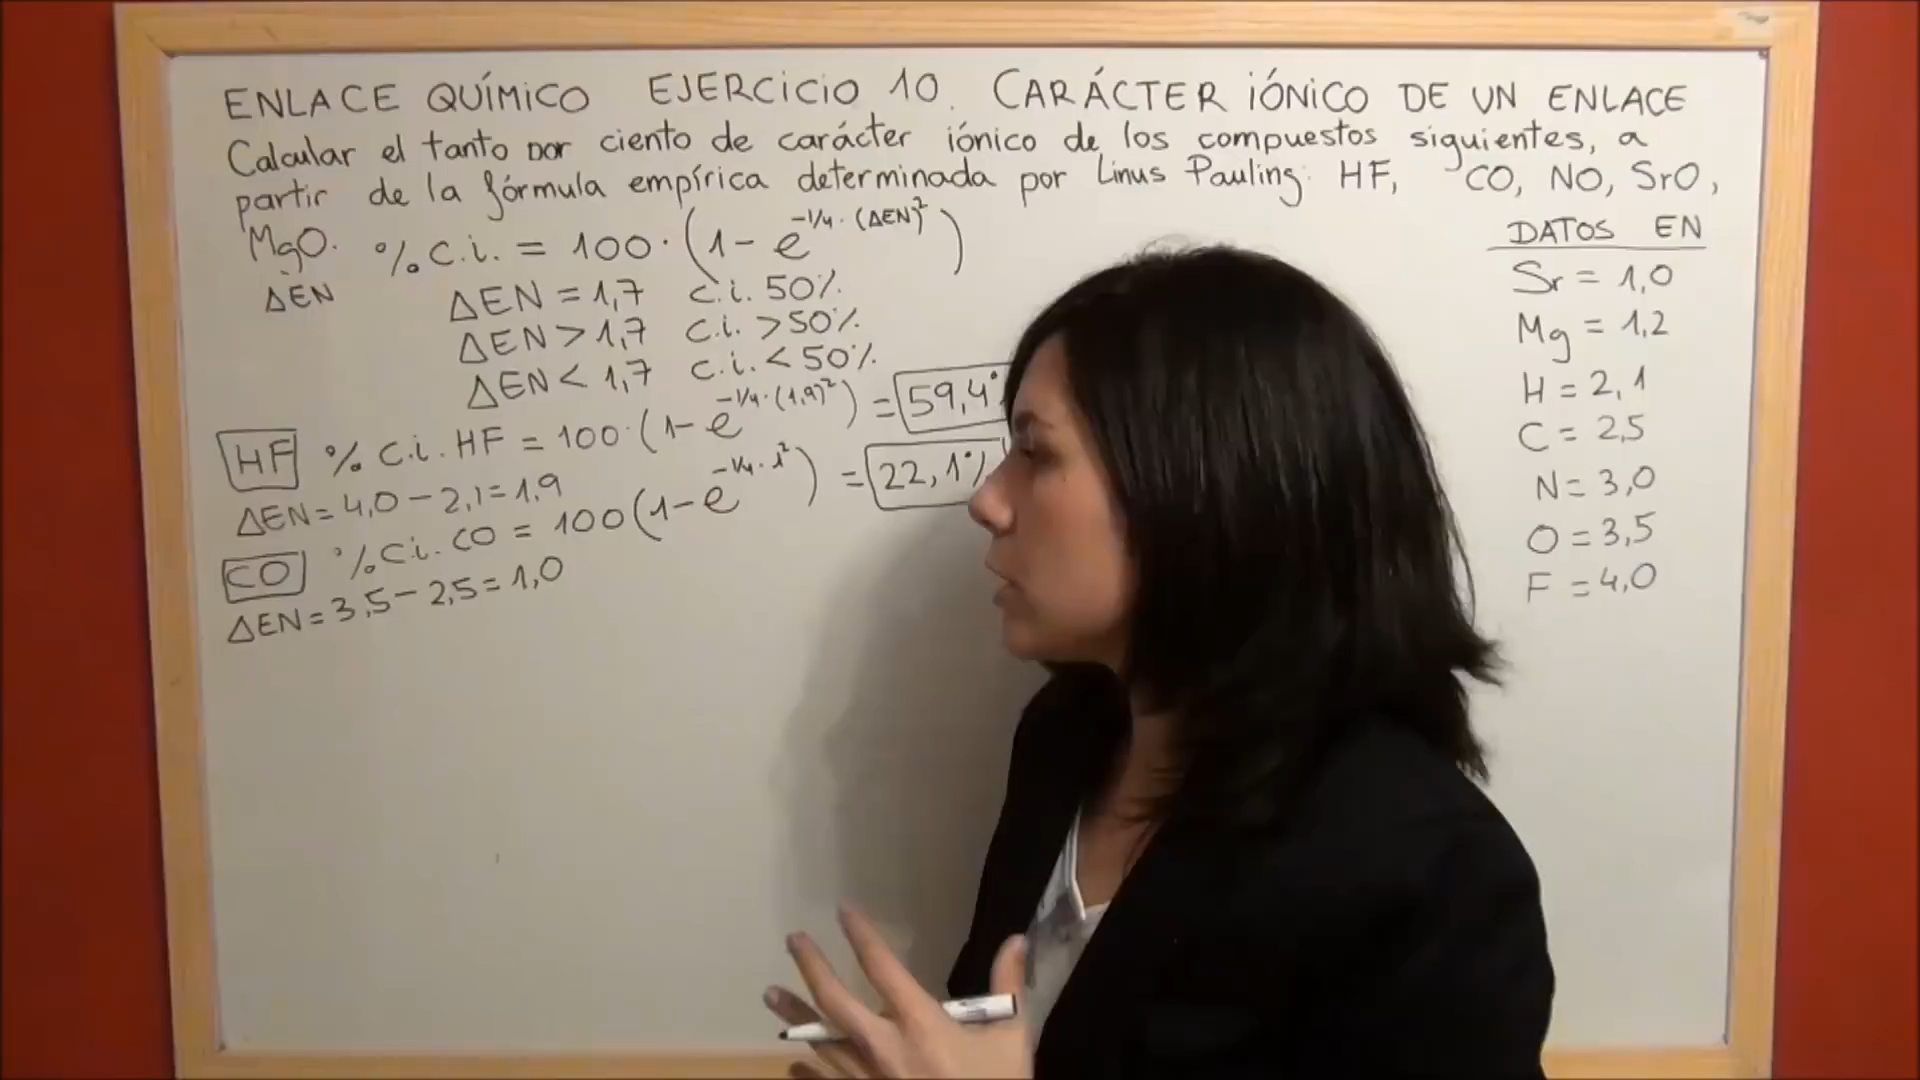 ENLACE QUÍMICO EJERCICIO 10. CARÁCTER IÓNICO DE UN ENLACE
Calcular el tanto por ciento de carácter iónico de los compuestos siguientes, a
partir de la fórmula empírica determinada por Linus Pauling: HF, CO, NO, SrO,
MgO. %c.i. = 100·(1-e^-1/4·(ΔEN)²)
ΔEN
ΔEN = 1,7 c.i. 50%
ΔEN > 1,7 c.i. >50%
ΔEN < 1,7 c.i. <50%
HF % c.i. HF = 100·(1-e^-1/4·(1,9)²) = 59,4%
ΔEN = 4,0 - 2,1 = 1,9
CO % c.i. CO = 100(1-e^-1/4·1²) = 22,1%
ΔEN = 3,5 - 2,5 = 1,0
DATOS EN
Sr = 1,0
Mg = 1,2
H = 2,1
C = 2,5
N = 3,0
O = 3,5
F = 4,0